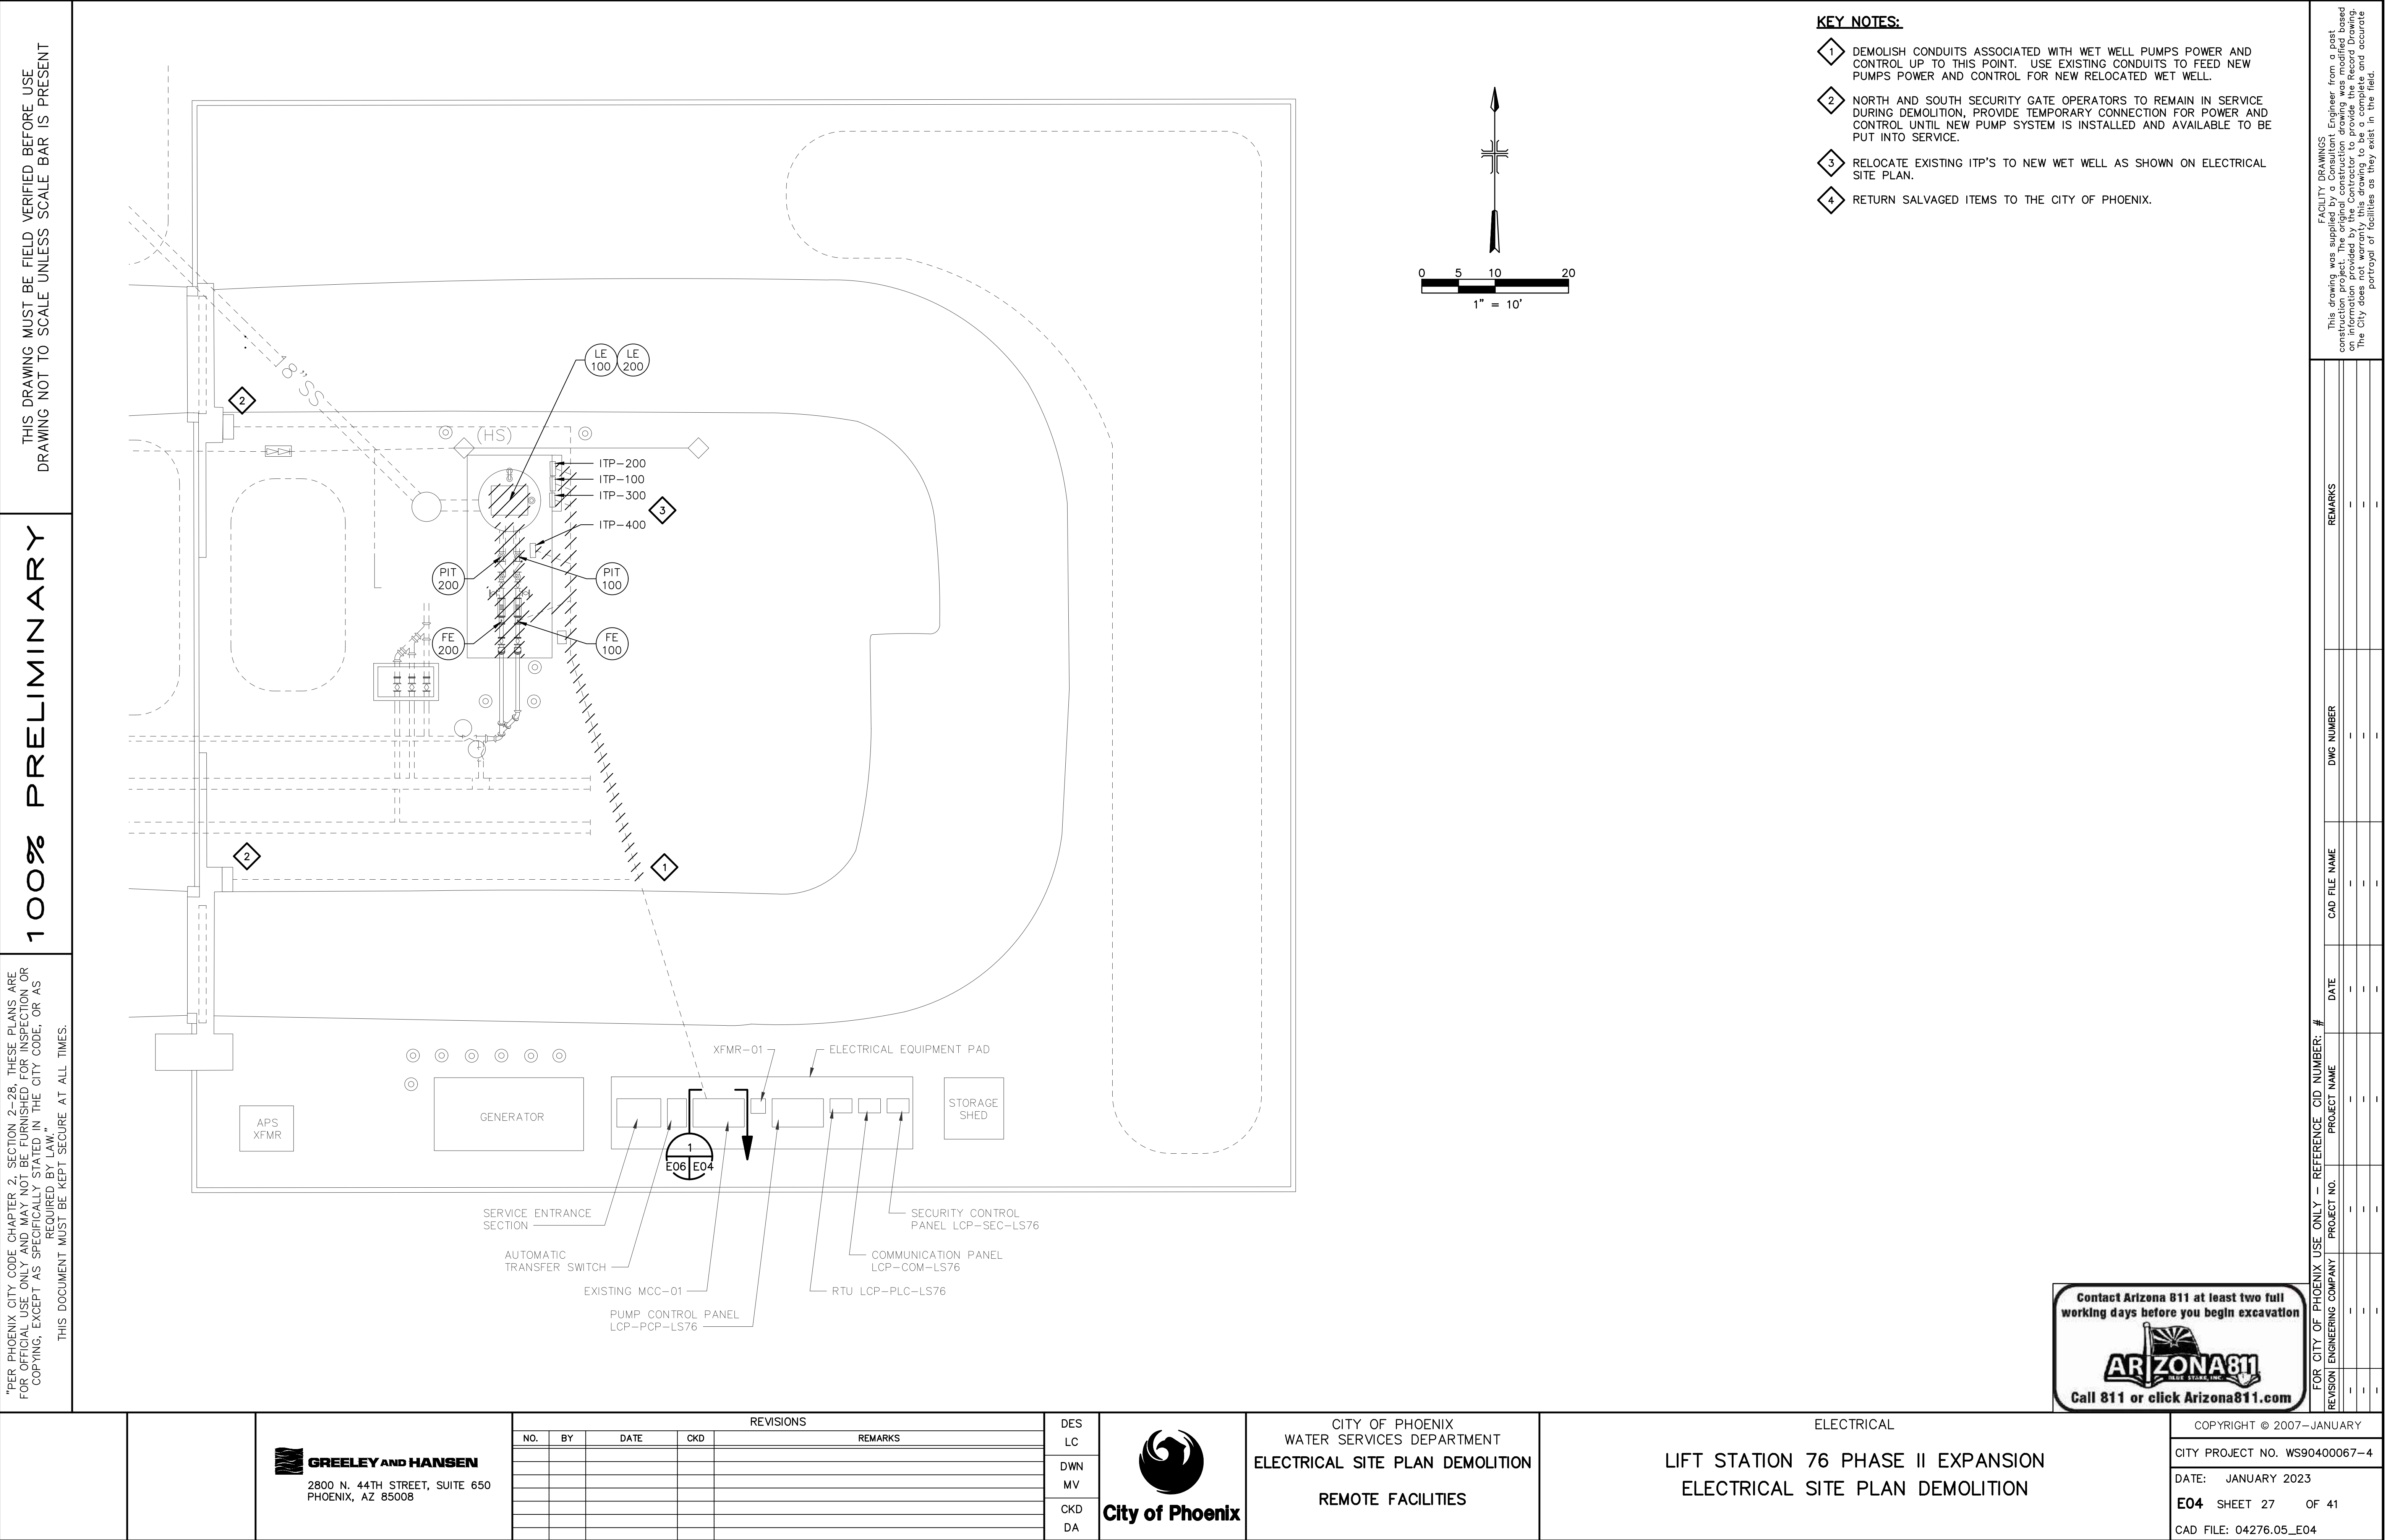 THIS DRAWING MUST BE FIELD VERIFIED BEFORE USE
DRAWING NOT TO SCALE UNLESS SCALE BAR IS PRESENT
100% PRELIMINARY
"PER PHOENIX CITY CODE CHAPTER 2, SECTION 2-28, THESE PLANS ARE
FOR OFFICIAL USE ONLY AND MAY NOT BE FURNISHED FOR INSPECTION OR
COPYING, EXCEPT AS SPECIFICALLY STATED IN THE CITY CODE, OR AS
REQUIRED BY LAW."
THIS DOCUMENT MUST BE KEPT SECURE AT ALL TIMES.
KEY NOTES:
1 DEMOLISH CONDUITS ASSOCIATED WITH WET WELL PUMPS POWER AND
CONTROL UP TO THIS POINT. USE EXISTING CONDUITS TO FEED NEW
PUMPS POWER AND CONTROL FOR NEW RELOCATED WET WELL.
2 NORTH AND SOUTH SECURITY GATE OPERATORS TO REMAIN IN SERVICE
DURING DEMOLITION, PROVIDE TEMPORARY CONNECTION FOR POWER AND
CONTROL UNTIL NEW PUMP SYSTEM IS INSTALLED AND AVAILABLE TO BE
PUT INTO SERVICE.
3 RELOCATE EXISTING ITP'S TO NEW WET WELL AS SHOWN ON ELECTRICAL
SITE PLAN.
4 RETURN SALVAGED ITEMS TO THE CITY OF PHOENIX.
0 5 10 20
1" = 10'
18"SS
LE
100
LE
200
2
(HS)
ITP-200
ITP-100
ITP-300
3
ITP-400
PIT
200
PIT
100
FE
200
FE
100
2
1
XFMR-01
ELECTRICAL EQUIPMENT PAD
APS
XFMR
GENERATOR
STORAGE
SHED
1
E06 E04
SERVICE ENTRANCE
SECTION
AUTOMATIC
TRANSFER SWITCH
EXISTING MCC-01
PUMP CONTROL PANEL
LCP-PCP-LS76
SECURITY CONTROL
PANEL LCP-SEC-LS76
COMMUNICATION PANEL
LCP-COM-LS76
RTU LCP-PLC-LS76
FACILITY DRAWINGS
This drawing was supplied by a Consultant Engineer from a past
construction project. The original construction drawing was modified based
on information provided by the Contractor to provide the Record Drawing.
The City does not warranty this drawing to be a complete and accurate
portrayal of facilities as they exist in the field.
FOR CITY OF PHOENIX USE ONLY - REFERENCE CID NUMBER: #
REVISION ENGINEERING COMPANY PROJECT NO. PROJECT NAME DATE CAD FILE NAME DWG NUMBER REMARKS
- - - - - - - -
- - - - - - - -
- - - - - - - -
Contact Arizona 811 at least two full
working days before you begin excavation
ARIZONA811
BLUE STAKE, INC.
Call 811 or click Arizona811.com
GREELEY AND HANSEN
2800 N. 44TH STREET, SUITE 650
PHOENIX, AZ 85008
REVISIONS
NO. BY DATE CKD REMARKS
DES
LC
DWN
MV
CKD
DA
City of Phoenix
CITY OF PHOENIX
WATER SERVICES DEPARTMENT
ELECTRICAL SITE PLAN DEMOLITION
REMOTE FACILITIES
ELECTRICAL
LIFT STATION 76 PHASE II EXPANSION
ELECTRICAL SITE PLAN DEMOLITION
COPYRIGHT © 2007-JANUARY
CITY PROJECT NO. WS90400067-4
DATE: JANUARY 2023
E04 SHEET 27 OF 41
CAD FILE: 04276.05_E04